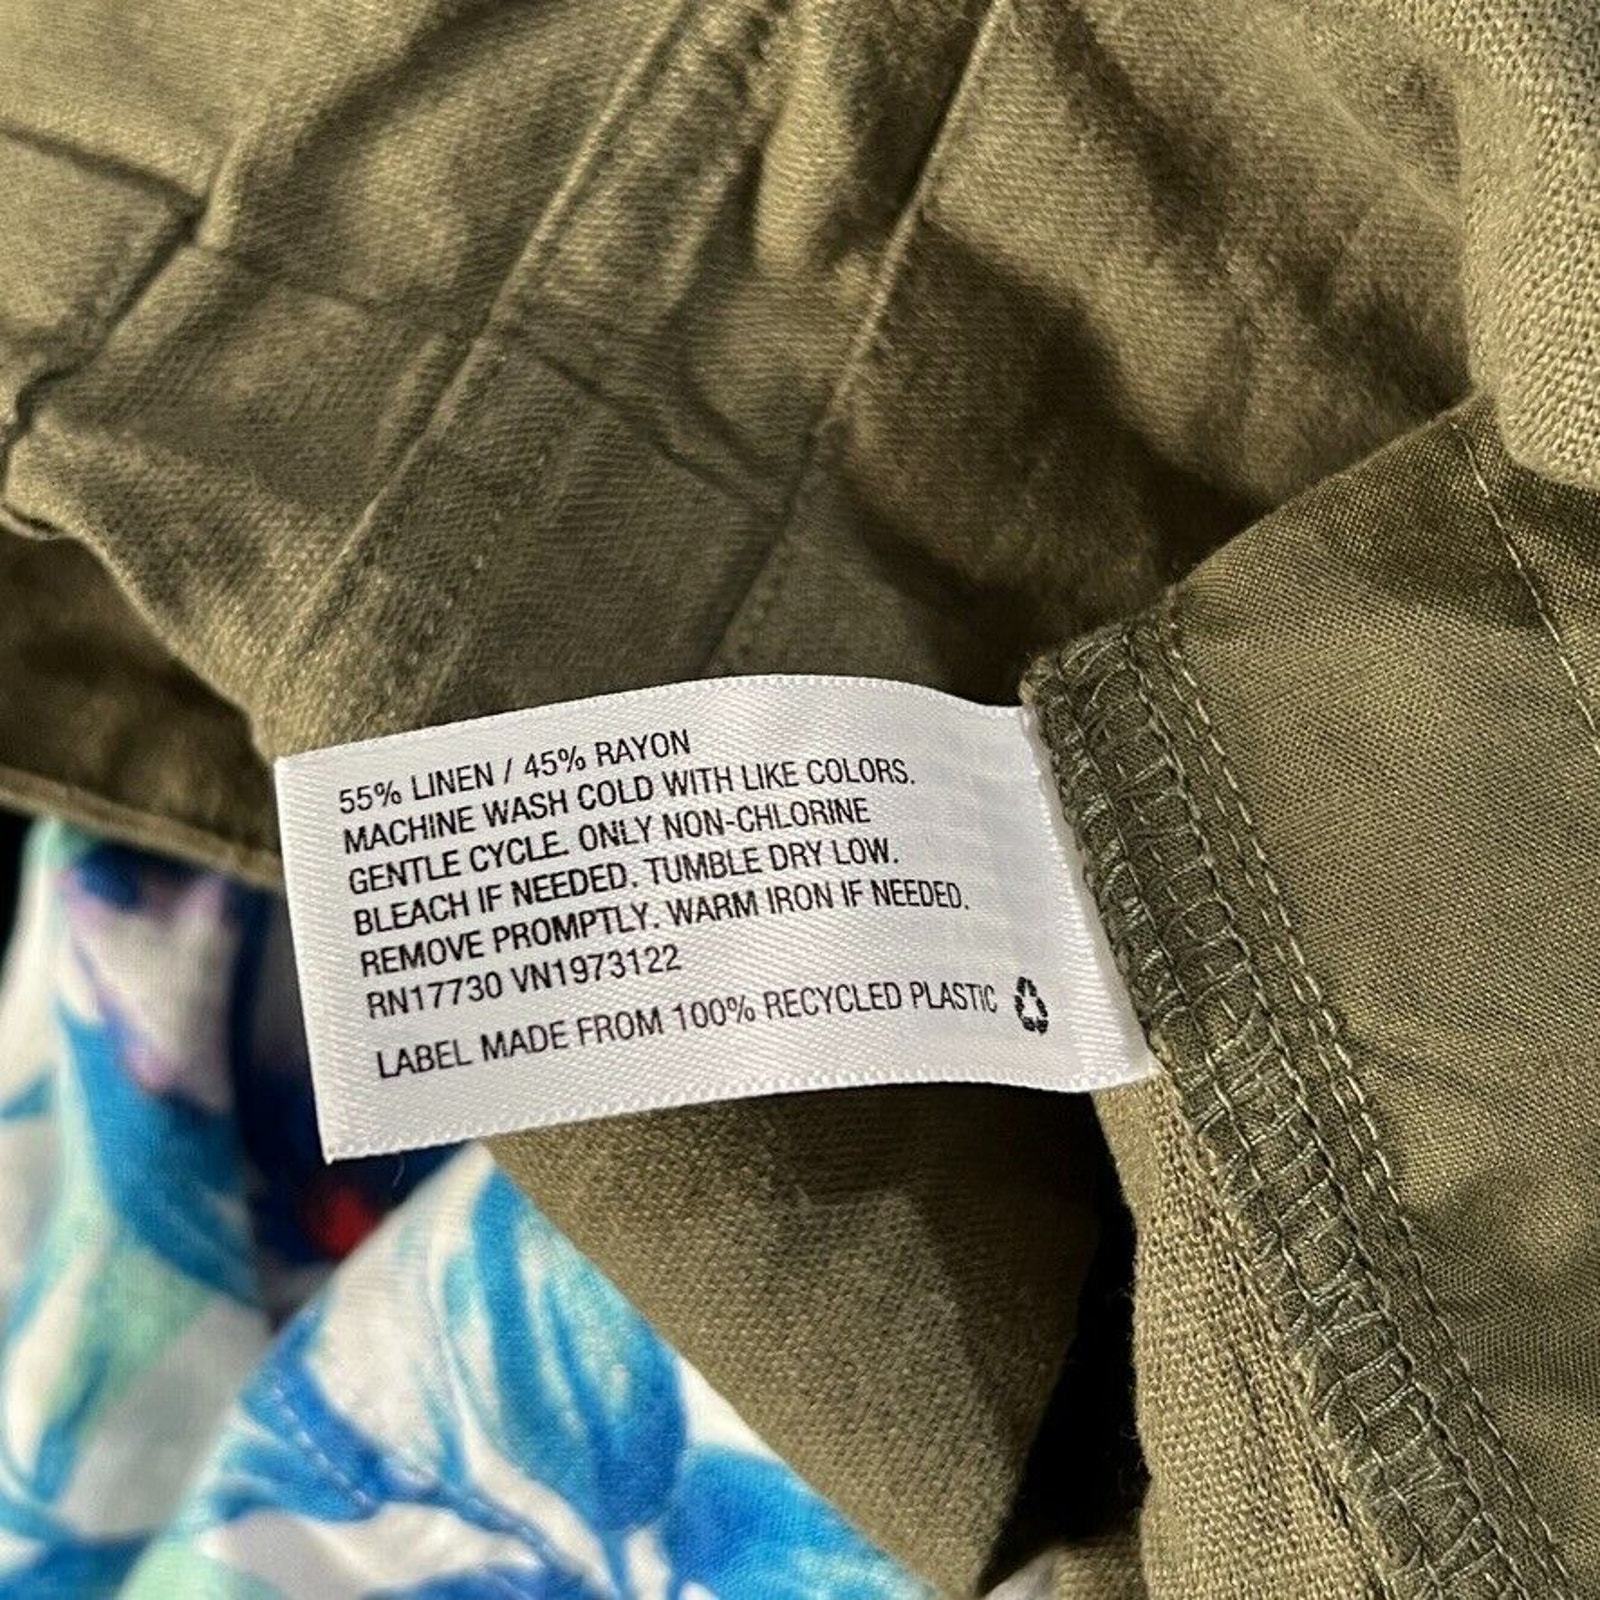 55% LINEN / 45% RAYON
MACHINE WASH COLD WITH LIKE COLORS.
GENTLE CYCLE. ONLY NON-CHLORINE
BLEACH IF NEEDED. TUMBLE DRY LOW.
REMOVE PROMPTLY. WARM IRON IF NEEDED.
RN17730 VN1973122
LABEL MADE FROM 100% RECYCLED PLASTIC